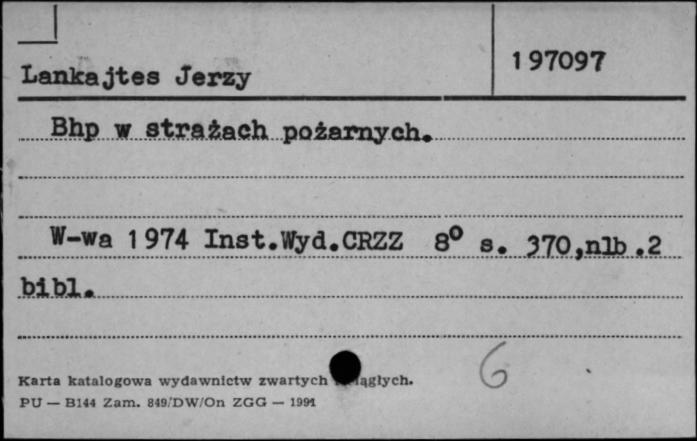 197097
Lankajtes Jerzy
Bhp w strażach pożarnych.
W-wa 1974 Inst.Wyd.CRZZ 8° s. 370,nlb.2
bibl.
6
Karta katalogowa wydawnictw zwartych
PU — B144 Zam. 849/DW/On ZGG — 1991